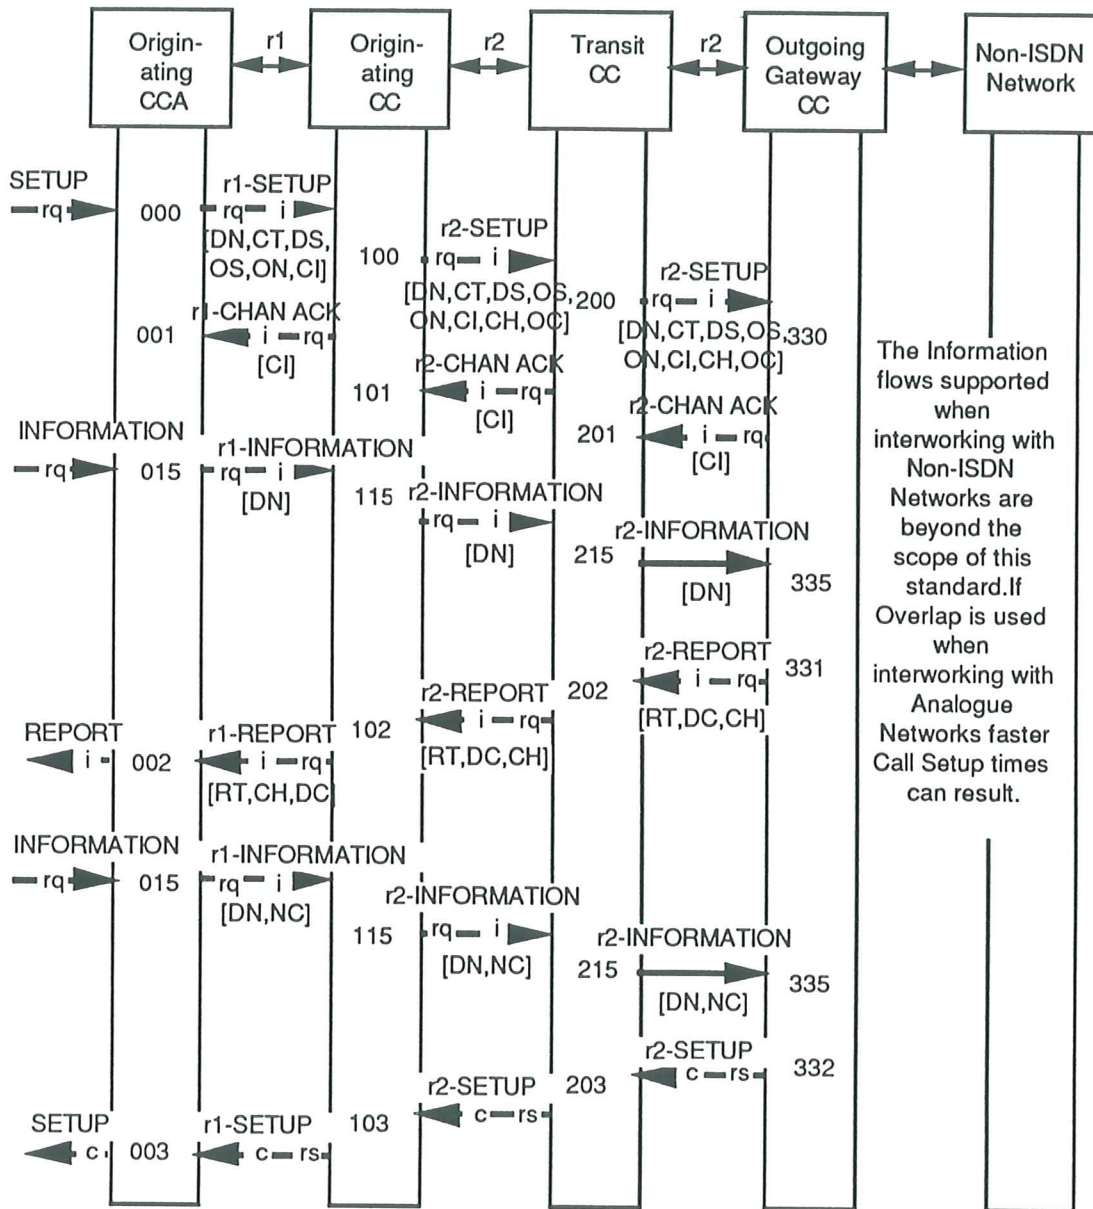 Origin-
ating
CCA
r1
Origin-
ating
CC
r2
Transit
CC
r2
Outgoing
Gateway
CC
Non-ISDN
Network
SETUP
rq
000
r1-SETUP
rq i
[DN,CT,DS,
OS,ON,CI]
100
r2-SETUP
rq i
[DN,CT,DS,OS,
ON,CI,CH,OC]
200
r2-SETUP
rq i
[DN,CT,DS,OS,
ON,CI,CH,OC]
330
001
r1-CHAN ACK
i rq
[CI]
101
r2-CHAN ACK
i rq
[CI]
201
r2-CHAN ACK
i rq
[CI]
INFORMATION
rq
015
r1-INFORMATION
rq i
[DN]
115
r2-INFORMATION
rq i
[DN]
215
r2-INFORMATION
[DN]
335
r2-REPORT
i rq
[RT,DC,CH]
331
202
r2-REPORT
i rq
[RT,DC,CH]
102
r1-REPORT
i rq
[RT,CH,DC]
002
REPORT
i
INFORMATION
rq
015
r1-INFORMATION
rq i
[DN,NC]
115
r2-INFORMATION
rq i
[DN,NC]
215
r2-INFORMATION
[DN,NC]
335
r2-SETUP
c rs
332
203
r2-SETUP
c rs
103
r1-SETUP
c rs
003
SETUP
c
The Information
flows supported
when
interworking with
Non-ISDN
Networks are
beyond the
scope of this
standard.If
Overlap is used
when
interworking with
Analogue
Networks faster
Call Setup times
can result.